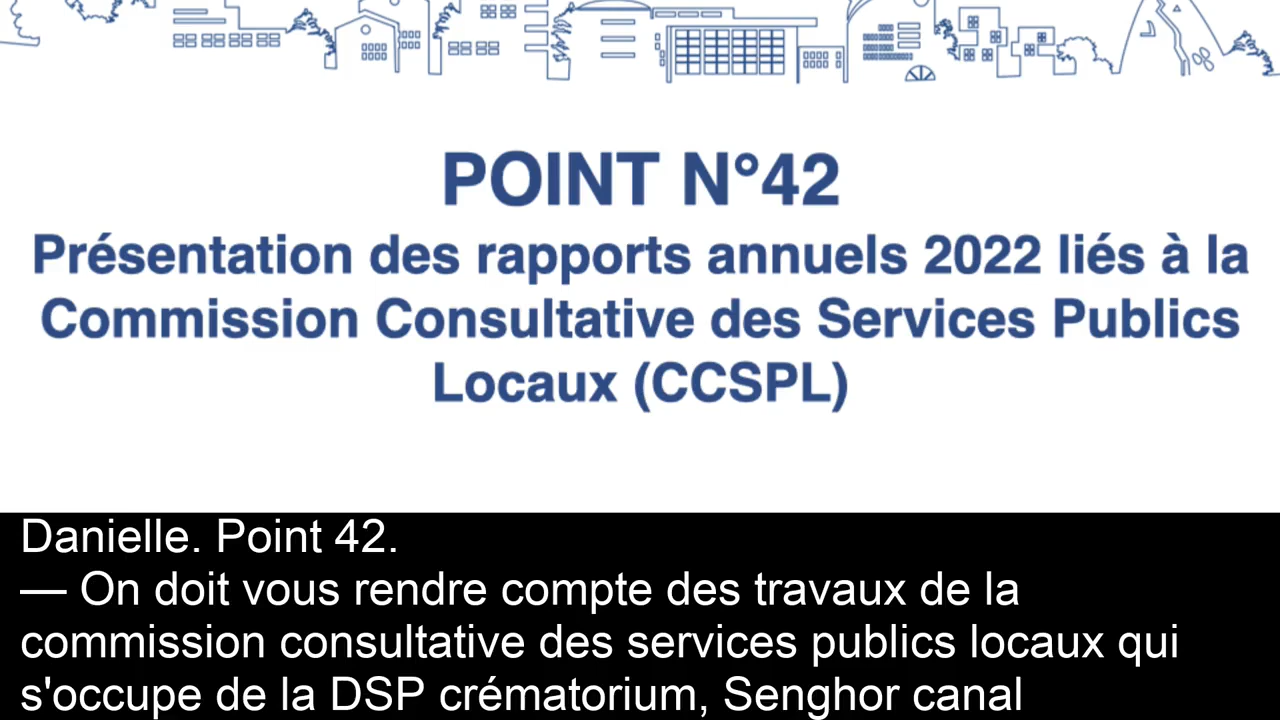 POINT N°42
Présentation des rapports annuels 2022 liés à la
Commission Consultative des Services Publics
Locaux (CCSPL)
Danielle. Point 42.
— On doit vous rendre compte des travaux de la
commission consultative des services publics locaux qui
s'occupe de la DSP crématorium, Senghor canal